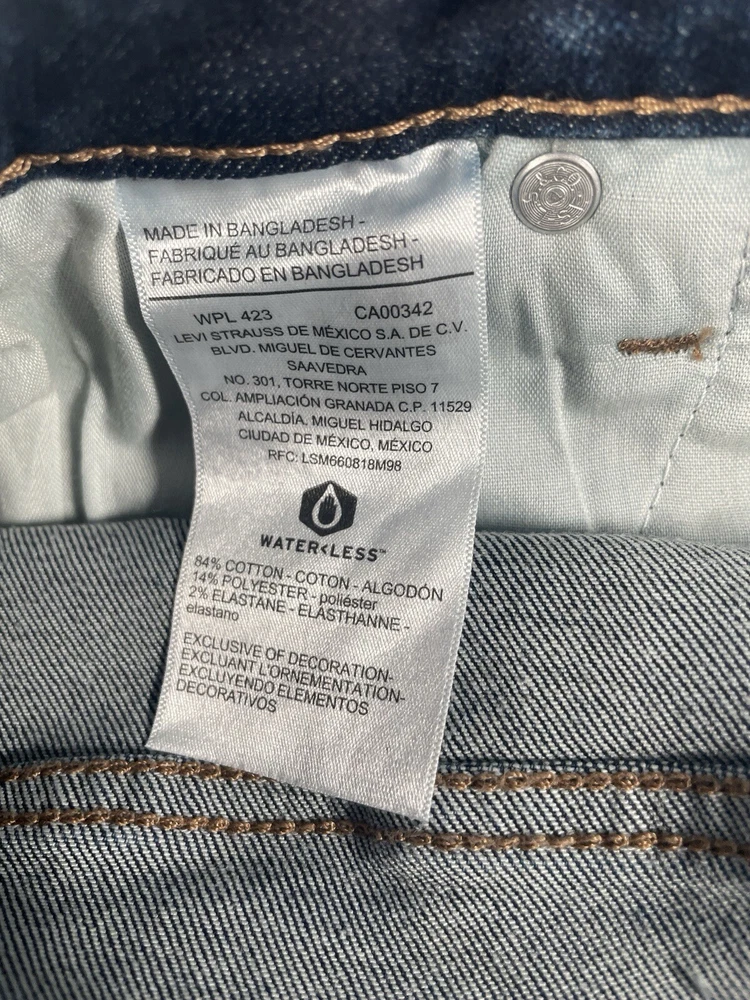 MADE IN BANGLADESH -
FABRIQUÉ AU BANGLADESH -
FABRICADO EN BANGLADESH
WPL 423 CA00342
LEVI STRAUSS DE MÉXICO S.A. DE C.V.
BLVD. MIGUEL DE CERVANTES
SAAVEDRA
NO. 301, TORRE NORTE PISO 7
COL. AMPLIACIÓN GRANADA C.P. 11529
ALCALDÍA. MIGUEL HIDALGO
CIUDAD DE MÉXICO, MÉXICO
RFC: LSM660818M98
WATER<LESS™
84% COTTON - COTON - ALGODÓN
14% POLYESTER - poliéster
2% ELASTANE - ELASTHANNE -
elastano
EXCLUSIVE OF DECORATION-
EXCLUANT L'ORNEMENTATION-
EXCLUYENDO ELEMENTOS
DECORATIVOS